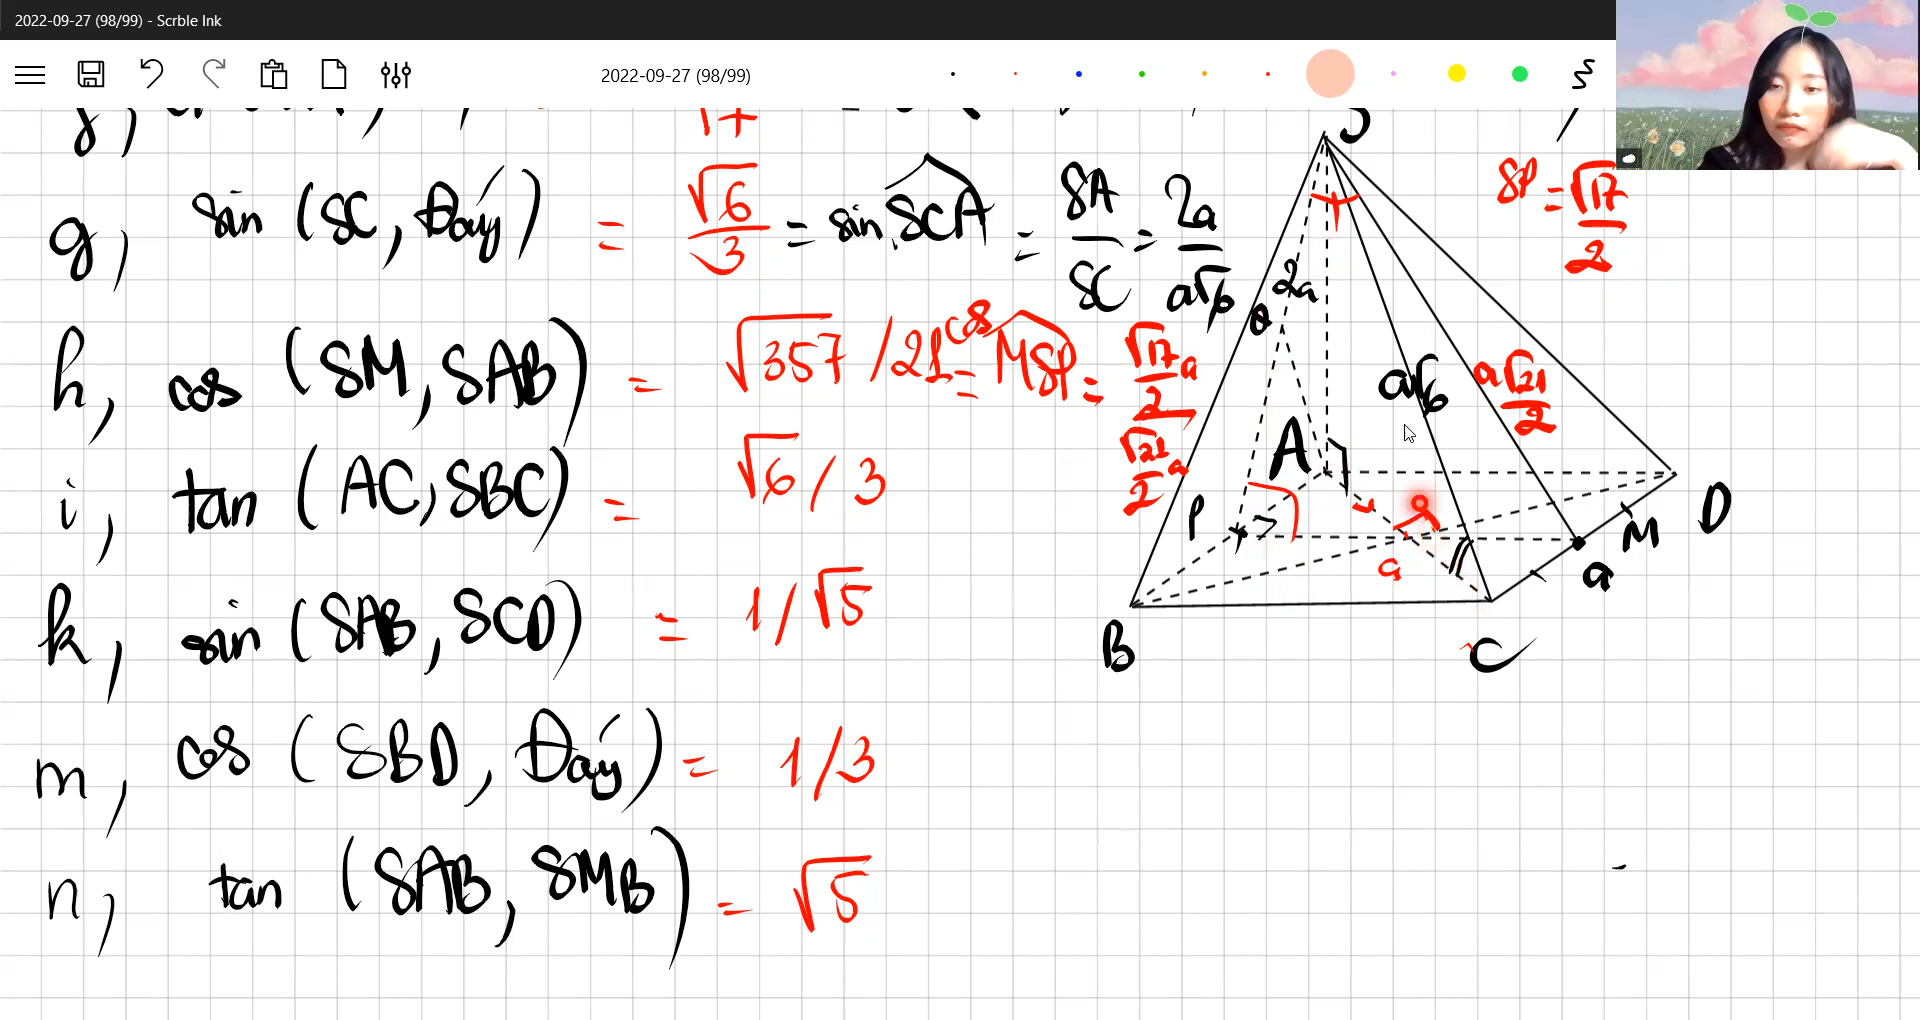 2022-09-27 (98/99) - Scrble Ink
2022-09-27 (98/99)
g, sin (SC, Đáy) = √6/3 = sin SCA = SA/SC = 2a/a√6
h, cos (SM, SAB) = √357 / 21 = cos MSP = √17/2 a / √21/2 a
i, tan (AC, SBC) = √6 / 3
k, sin (SAB, SCD) = 1/√5
m, cos (SBD, Đáy) = 1/3
n, tan (SAB, SMB) = √5
S
SP = √17/2
2a
a√6
a√21/2
A
P
O
a
M
D
a
B
C